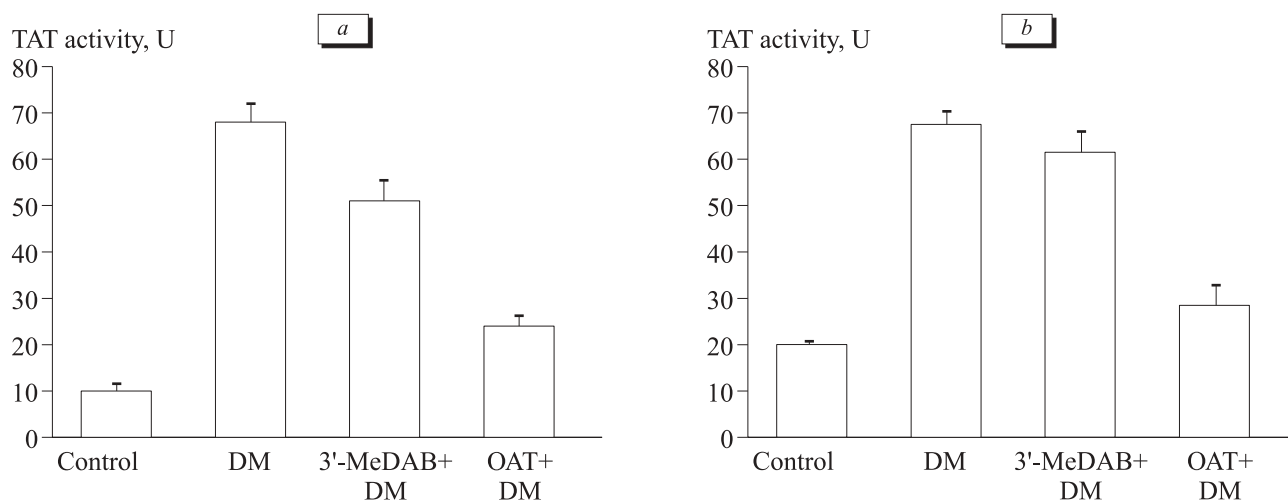 a
TAT activity, U
80
70
60
50
40
30
20
10
0
Control
DM
3'-MeDAB+
DM
OAT+
DM
b
TAT activity, U
80
70
60
50
40
30
20
10
0
Control
DM
3'-MeDAB+
DM
OAT+
DM